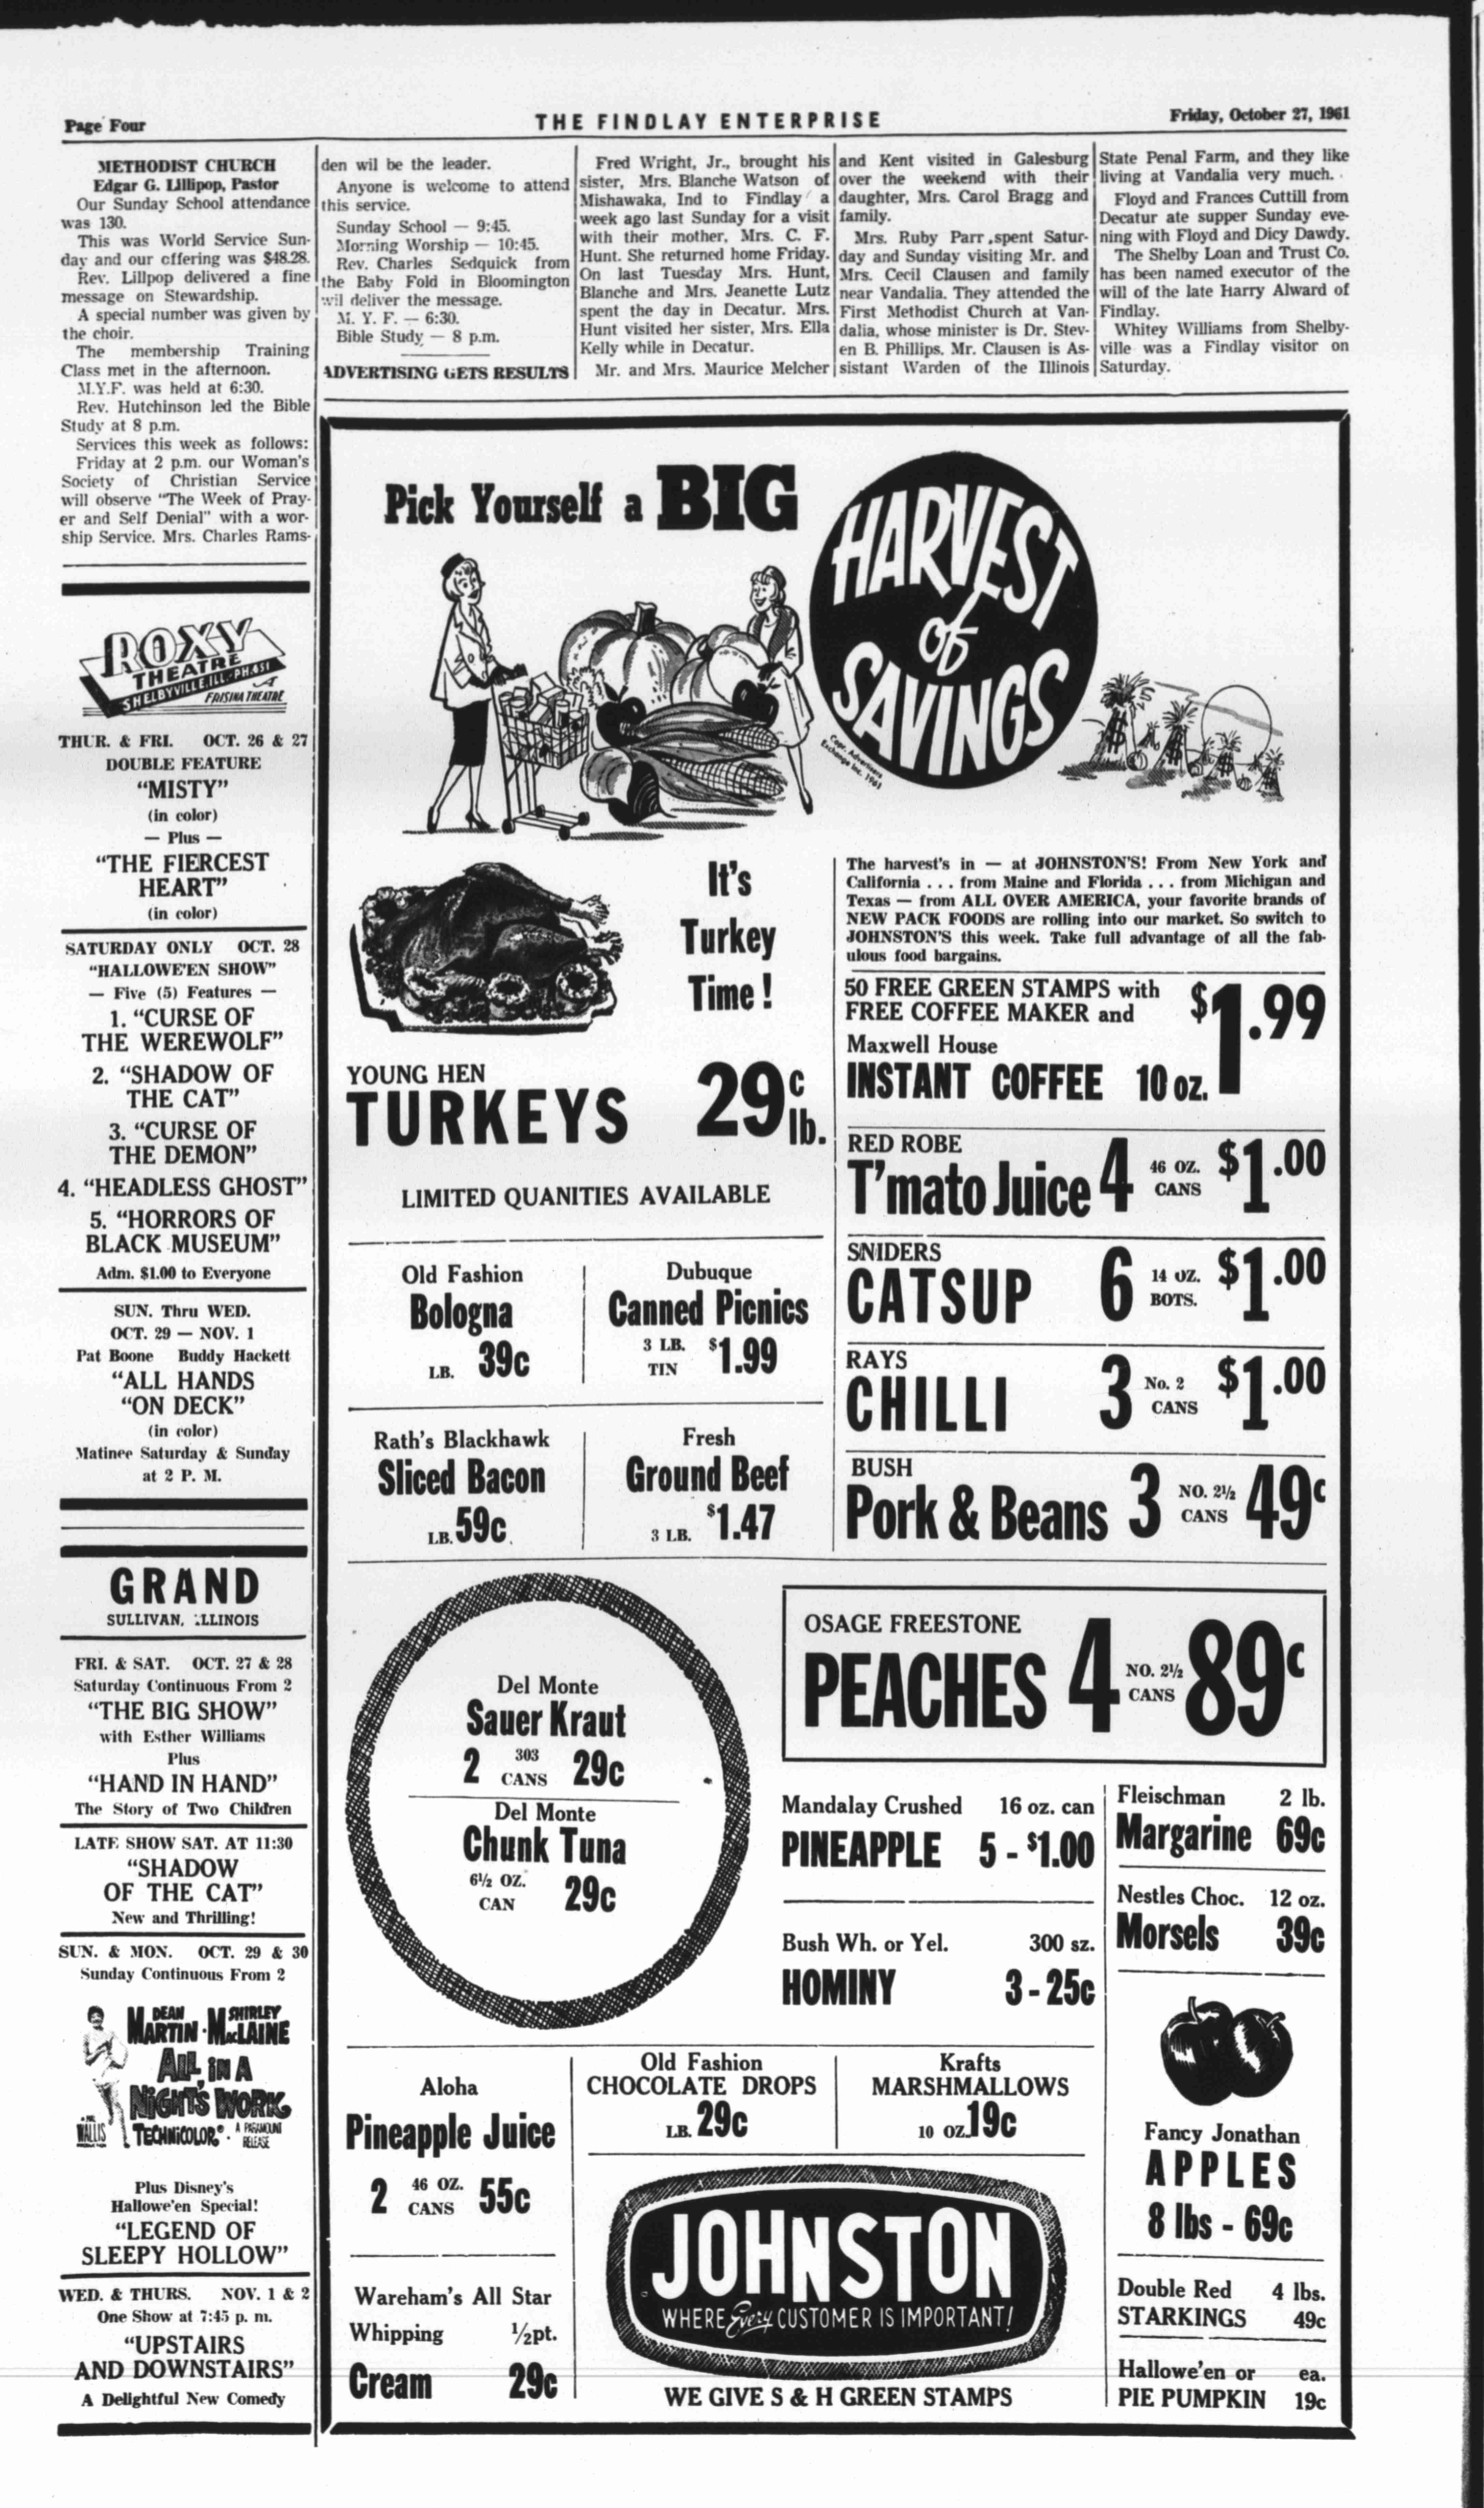 Page Four
THE FINDLAY ENTERPRISE
Friday, October 27, 1961
METHODIST CHURCH
Edgar G. Lillipop, Pastor
Our Sunday School attendance
was 130.
This was World Service Sun-
day and our offering was $48.28.
Rev. Lillpop delivered a fine
message on Stewardship.
A special number was given by
the choir.
The membership Training
Class met in the afternoon.
M.Y.F. was held at 6:30.
Rev. Hutchinson led the Bible
Study at 8 p.m.
Services this week as follows:
Friday at 2 p.m. our Woman's
Society of Christian Service
will observe "The Week of Pray-
er and Self Denial" with a wor-
ship Service. Mrs. Charles Rams-
den wil be the leader.
Anyone is welcome to attend
this service.
Sunday School — 9:45.
Morning Worship — 10:45.
Rev. Charles Sedquick from
the Baby Fold in Bloomington
wil deliver the message.
M. Y. F. — 6:30.
Bible Study — 8 p.m.
ADVERTISING GETS RESULTS
Fred Wright, Jr., brought his
sister, Mrs. Blanche Watson of
Mishawaka, Ind to Findlay a
week ago last Sunday for a visit
with their mother, Mrs. C. F.
Hunt. She returned home Friday.
On last Tuesday Mrs. Hunt,
Blanche and Mrs. Jeanette Lutz
spent the day in Decatur. Mrs.
Hunt visited her sister, Mrs. Ella
Kelly while in Decatur.
Mr. and Mrs. Maurice Melcher
and Kent visited in Galesburg
over the weekend with their
daughter, Mrs. Carol Bragg and
family.
Mrs. Ruby Parr spent Satur-
day and Sunday visiting Mr. and
Mrs. Cecil Clausen and family
near Vandalia. They attended the
First Methodist Church at Van-
dalia, whose minister is Dr. Stev-
en B. Phillips. Mr. Clausen is As-
sistant Warden of the Illinois
State Penal Farm, and they like
living at Vandalia very much.
Floyd and Frances Cuttill from
Decatur ate supper Sunday eve-
ning with Floyd and Dicy Dawdy.
The Shelby Loan and Trust Co.
has been named executor of the
will of the late Harry Alward of
Findlay.
Whitey Williams from Shelby-
ville was a Findlay visitor on
Saturday.
ROXY
THEATRE
SHELBYVILLE, ILL.-PH. 451
A
FRISINA THEATRE
THUR. & FRI. OCT. 26 & 27
DOUBLE FEATURE
"MISTY"
(in color)
— Plus —
"THE FIERCEST
HEART"
(in color)
SATURDAY ONLY OCT. 28
"HALLOWE'EN SHOW"
— Five (5) Features —
1. "CURSE OF
THE WEREWOLF"
2. "SHADOW OF
THE CAT"
3. "CURSE OF
THE DEMON"
4. "HEADLESS GHOST"
5. "HORRORS OF
BLACK MUSEUM"
Adm. $1.00 to Everyone
SUN. Thru WED.
OCT. 29 — NOV. 1
Pat Boone Buddy Hackett
"ALL HANDS
"ON DECK"
(in color)
Matinee Saturday & Sunday
at 2 P. M.
GRAND
SULLIVAN, ILLINOIS
FRI. & SAT. OCT. 27 & 28
Saturday Continuous From 2
"THE BIG SHOW"
with Esther Williams
Plus
"HAND IN HAND"
The Story of Two Children
LATE SHOW SAT. AT 11:30
"SHADOW
OF THE CAT"
New and Thrilling!
SUN. & MON. OCT. 29 & 30
Sunday Continuous From 2
DEAN MARTIN · SHIRLEY MacLAINE
ALL IN A
NIGHT'S WORK
HAL WALLIS
TECHNICOLOR® · A PARAMOUNT RELEASE
Plus Disney's
Hallowe'en Special!
"LEGEND OF
SLEEPY HOLLOW"
WED. & THURS. NOV. 1 & 2
One Show at 7:45 p. m.
"UPSTAIRS
AND DOWNSTAIRS"
A Delightful New Comedy
Pick Yourself a BIG
HARVEST
of
SAVINGS
Copr. Advertisers
Exchange Inc. 1961
It's
Turkey
Time!
YOUNG HEN
TURKEYS 29c lb.
LIMITED QUANITIES AVAILABLE
Old Fashion
Bologna
LB. 39c
Dubuque
Canned Picnics
3 LB. TIN $1.99
Rath's Blackhawk
Sliced Bacon
LB. 59c
Fresh
Ground Beef
3 LB. $1.47
The harvest's in — at JOHNSTON'S! From New York and
California . . . from Maine and Florida . . . from Michigan and
Texas — from ALL OVER AMERICA, your favorite brands of
NEW PACK FOODS are rolling into our market. So switch to
JOHNSTON'S this week. Take full advantage of all the fab-
ulous food bargains.
50 FREE GREEN STAMPS with
FREE COFFEE MAKER and
Maxwell House
INSTANT COFFEE 10 oz. $1.99
RED ROBE
T'mato Juice 4 46 OZ. CANS $1.00
SNIDERS
CATSUP 6 14 OZ. BOTS. $1.00
RAYS
CHILLI 3 No. 2 CANS $1.00
BUSH
Pork & Beans 3 NO. 2½ CANS 49c
Del Monte
Sauer Kraut
2 303 CANS 29c
Del Monte
Chunk Tuna
6½ OZ. CAN 29c
OSAGE FREESTONE
PEACHES 4 NO. 2½ CANS 89c
Mandalay Crushed 16 oz. can
PINEAPPLE 5 - $1.00
Bush Wh. or Yel. 300 sz.
HOMINY 3 - 25c
Fleischman 2 lb.
Margarine 69c
Nestles Choc. 12 oz.
Morsels 39c
Aloha
Pineapple Juice
2 46 OZ. CANS 55c
Wareham's All Star
Whipping ½pt.
Cream 29c
Old Fashion
CHOCOLATE DROPS
LB. 29c
Krafts
MARSHMALLOWS
10 OZ. 19c
JOHNSTON
WHERE Every CUSTOMER IS IMPORTANT!
WE GIVE S & H GREEN STAMPS
Fancy Jonathan
APPLES
8 lbs - 69c
Double Red 4 lbs.
STARKINGS 49c
Hallowe'en or ea.
PIE PUMPKIN 19c